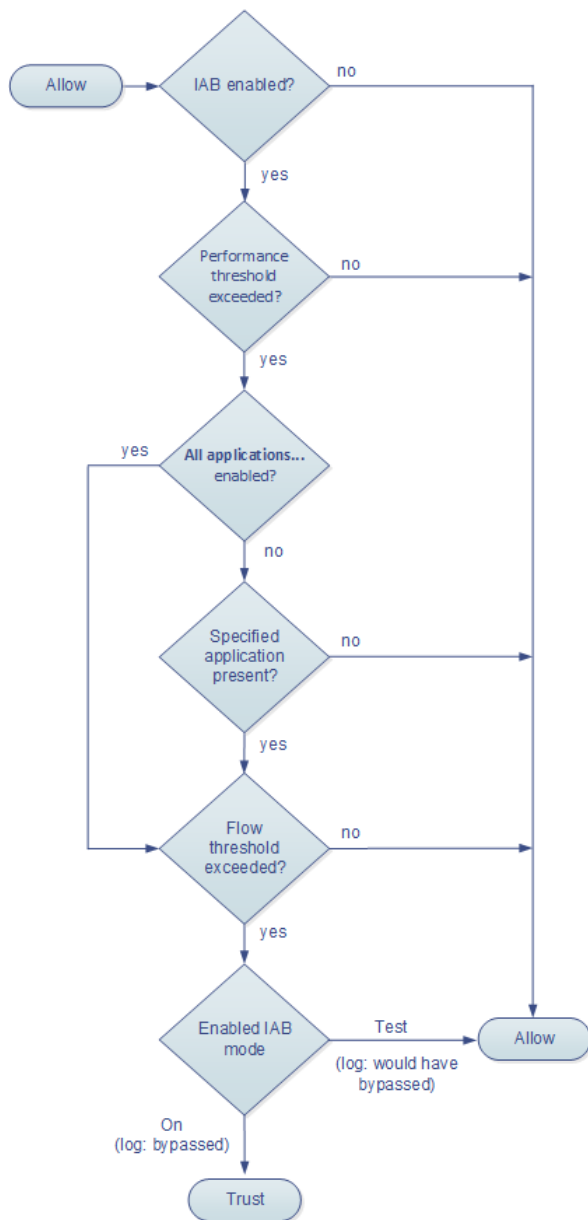 Allow
IAB enabled?
no
yes
Performance
threshold
exceeded?
no
yes
yes
All applications...
enabled?
no
Specified
application
present?
no
yes
Flow
threshold
exceeded?
no
yes
Enabled IAB
mode
Test
(log: would have
bypassed)
Allow
On
(log: bypassed)
Trust